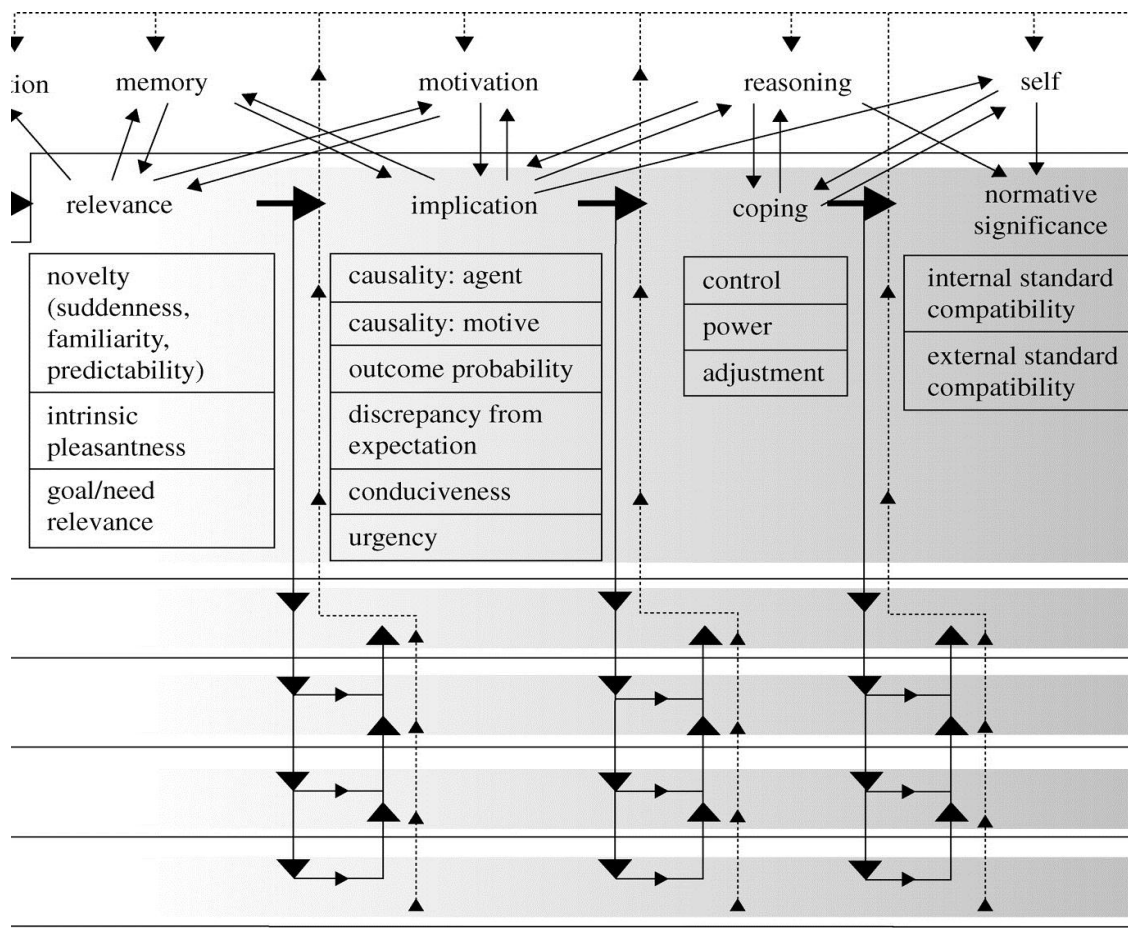 tion
memory
motivation
reasoning
self
relevance
implication
coping
normative
significance
novelty
(suddenness,
familiarity,
predictability)
intrinsic
pleasantness
goal/need
relevance
causality: agent
causality: motive
outcome probability
discrepancy from
expectation
conduciveness
urgency
control
power
adjustment
internal standard
compatibility
external standard
compatibility